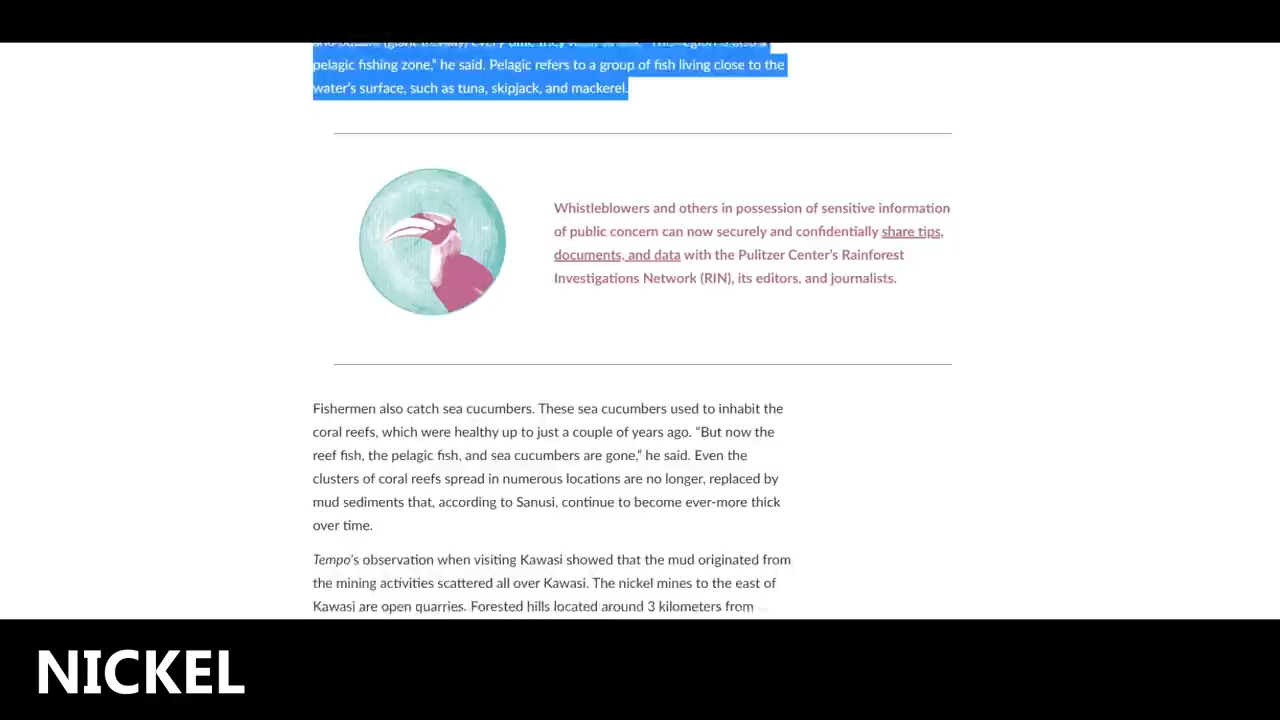 pelagic fishing zone,” he said. Pelagic refers to a group of fish living close to the
water’s surface, such as tuna, skipjack, and mackerel.
Whistleblowers and others in possession of sensitive information
of public concern can now securely and confidentially share tips,
documents, and data with the Pulitzer Center’s Rainforest
Investigations Network (RIN), its editors, and journalists.
Fishermen also catch sea cucumbers. These sea cucumbers used to inhabit the
coral reefs, which were healthy up to just a couple of years ago. “But now the
reef fish, the pelagic fish, and sea cucumbers are gone,” he said. Even the
clusters of coral reefs spread in numerous locations are no longer, replaced by
mud sediments that, according to Sanusi, continue to become ever-more thick
over time.
Tempo’s observation when visiting Kawasi showed that the mud originated from
the mining activities scattered all over Kawasi. The nickel mines to the east of
Kawasi are open quarries. Forested hills located around 3 kilometers from
NICKEL